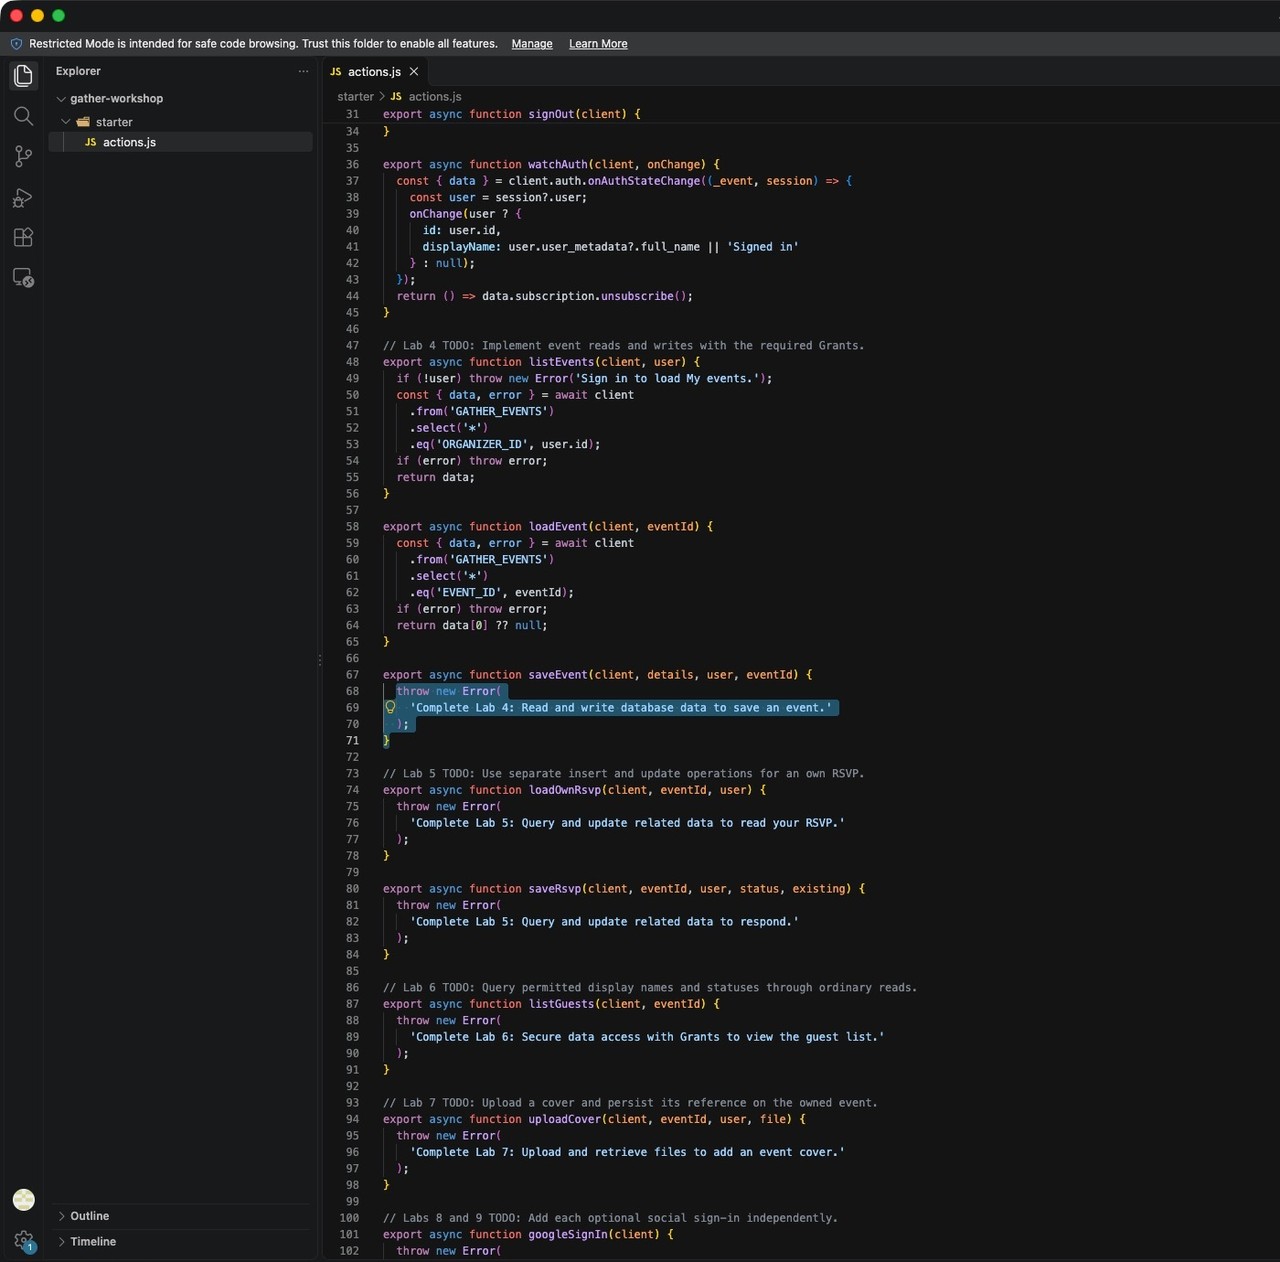 Restricted Mode is intended for safe code browsing. Trust this folder to enable all features. Manage Learn More
Explorer
gather-workshop
starter
JS actions.js
Outline
Timeline
1
JS actions.js
starter > JS actions.js
31 export async function signOut(client) {
34 }
35
36 export async function watchAuth(client, onChange) {
37 const { data } = client.auth.onAuthStateChange((_event, session) => {
38 const user = session?.user;
39 onChange(user ? {
40 id: user.id,
41 displayName: user.user_metadata?.full_name || 'Signed in'
42 } : null);
43 });
44 return () => data.subscription.unsubscribe();
45 }
46
47 // Lab 4 TODO: Implement event reads and writes with the required Grants.
48 export async function listEvents(client, user) {
49 if (!user) throw new Error('Sign in to load My events.');
50 const { data, error } = await client
51 .from('GATHER_EVENTS')
52 .select('*')
53 .eq('ORGANIZER_ID', user.id);
54 if (error) throw error;
55 return data;
56 }
57
58 export async function loadEvent(client, eventId) {
59 const { data, error } = await client
60 .from('GATHER_EVENTS')
61 .select('*')
62 .eq('EVENT_ID', eventId);
63 if (error) throw error;
64 return data[0] ?? null;
65 }
66
67 export async function saveEvent(client, details, user, eventId) {
68 throw new Error(
69 'Complete Lab 4: Read and write database data to save an event.'
70 );
71 }
72
73 // Lab 5 TODO: Use separate insert and update operations for an own RSVP.
74 export async function loadOwnRsvp(client, eventId, user) {
75 throw new Error(
76 'Complete Lab 5: Query and update related data to read your RSVP.'
77 );
78 }
79
80 export async function saveRsvp(client, eventId, user, status, existing) {
81 throw new Error(
82 'Complete Lab 5: Query and update related data to respond.'
83 );
84 }
85
86 // Lab 6 TODO: Query permitted display names and statuses through ordinary reads.
87 export async function listGuests(client, eventId) {
88 throw new Error(
89 'Complete Lab 6: Secure data access with Grants to view the guest list.'
90 );
91 }
92
93 // Lab 7 TODO: Upload a cover and persist its reference on the owned event.
94 export async function uploadCover(client, eventId, user, file) {
95 throw new Error(
96 'Complete Lab 7: Upload and retrieve files to add an event cover.'
97 );
98 }
99
100 // Labs 8 and 9 TODO: Add each optional social sign-in independently.
101 export async function googleSignIn(client) {
102 throw new Error(